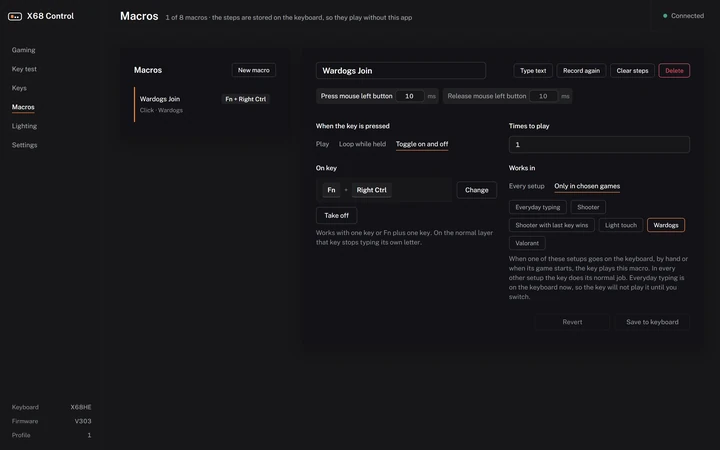 X68 Control
Macros 1 of 8 macros · the steps are stored on the keyboard, so they play without this app
Connected
Gaming
Key test
Keys
Macros
Lighting
Settings
Macros
New macro
Wardogs Join
Click · Wardogs
Fn + Right Ctrl
Wardogs Join
Type text
Record again
Clear steps
Delete
Press mouse left button 10 ms
Release mouse left button 10 ms
When the key is pressed
Play Loop while held Toggle on and off
On key
Fn + Right Ctrl
Change
Take off
Works with one key or Fn plus one key. On the normal layer
that key stops typing its own letter.
Times to play
1
Works in
Every setup Only in chosen games
Everyday typing Shooter
Shooter with last key wins Light touch Wardogs
Valorant
When one of these setups goes on the keyboard, by hand or
when its game starts, the key plays this macro. In every
other setup the key does its normal job. Everyday typing is
on the keyboard now, so the key will not play it until you
switch.
Revert
Save to keyboard
Keyboard X68HE
Firmware V303
Profile 1